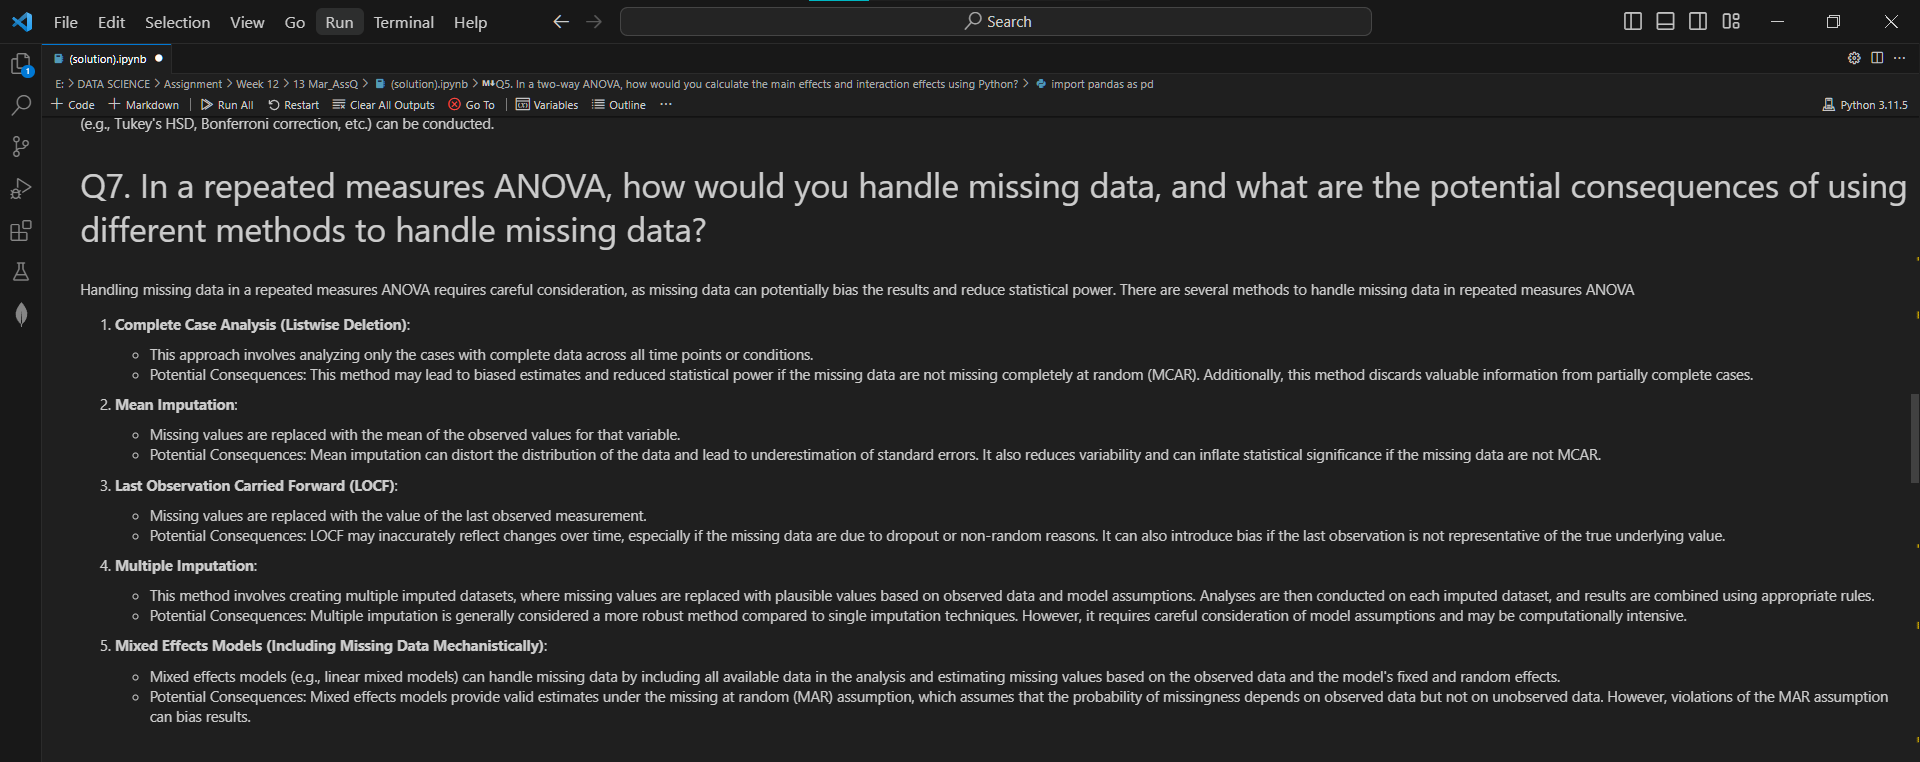 File Edit Selection View Go Run Terminal Help
Search
(solution).ipynb
1
E: > DATA SCIENCE > Assignment > Week 12 > 13 Mar_AssQ > (solution).ipynb > M↓Q5. In a two-way ANOVA, how would you calculate the main effects and interaction effects using Python? > import pandas as pd
+ Code + Markdown | Run All Restart Clear All Outputs Go To | Variables Outline ... Python 3.11.5
(e.g., Tukey's HSD, Bonferroni correction, etc.) can be conducted.
Q7. In a repeated measures ANOVA, how would you handle missing data, and what are the potential consequences of using
different methods to handle missing data?
Handling missing data in a repeated measures ANOVA requires careful consideration, as missing data can potentially bias the results and reduce statistical power. There are several methods to handle missing data in repeated measures ANOVA
1. Complete Case Analysis (Listwise Deletion):
◦ This approach involves analyzing only the cases with complete data across all time points or conditions.
◦ Potential Consequences: This method may lead to biased estimates and reduced statistical power if the missing data are not missing completely at random (MCAR). Additionally, this method discards valuable information from partially complete cases.
2. Mean Imputation:
◦ Missing values are replaced with the mean of the observed values for that variable.
◦ Potential Consequences: Mean imputation can distort the distribution of the data and lead to underestimation of standard errors. It also reduces variability and can inflate statistical significance if the missing data are not MCAR.
3. Last Observation Carried Forward (LOCF):
◦ Missing values are replaced with the value of the last observed measurement.
◦ Potential Consequences: LOCF may inaccurately reflect changes over time, especially if the missing data are due to dropout or non-random reasons. It can also introduce bias if the last observation is not representative of the true underlying value.
4. Multiple Imputation:
◦ This method involves creating multiple imputed datasets, where missing values are replaced with plausible values based on observed data and model assumptions. Analyses are then conducted on each imputed dataset, and results are combined using appropriate rules.
◦ Potential Consequences: Multiple imputation is generally considered a more robust method compared to single imputation techniques. However, it requires careful consideration of model assumptions and may be computationally intensive.
5. Mixed Effects Models (Including Missing Data Mechanistically):
◦ Mixed effects models (e.g., linear mixed models) can handle missing data by including all available data in the analysis and estimating missing values based on the observed data and the model's fixed and random effects.
◦ Potential Consequences: Mixed effects models provide valid estimates under the missing at random (MAR) assumption, which assumes that the probability of missingness depends on observed data but not on unobserved data. However, violations of the MAR assumption
can bias results.